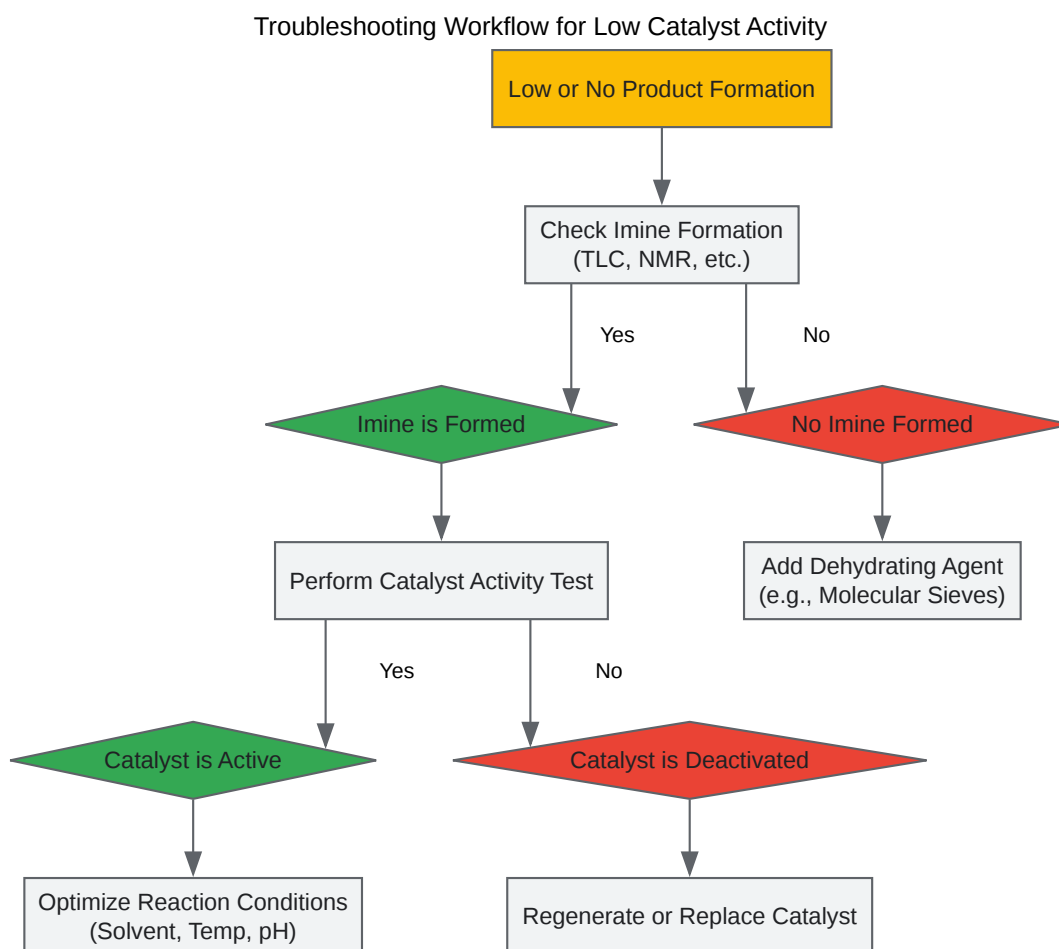 Troubleshooting Workflow for Low Catalyst Activity
Low or No Product Formation
Check Imine Formation
(TLC, NMR, etc.)
Yes
No
Imine is Formed
No Imine Formed
Perform Catalyst Activity Test
Add Dehydrating Agent
(e.g., Molecular Sieves)
Yes
No
Catalyst is Active
Catalyst is Deactivated
Optimize Reaction Conditions
(Solvent, Temp, pH)
Regenerate or Replace Catalyst